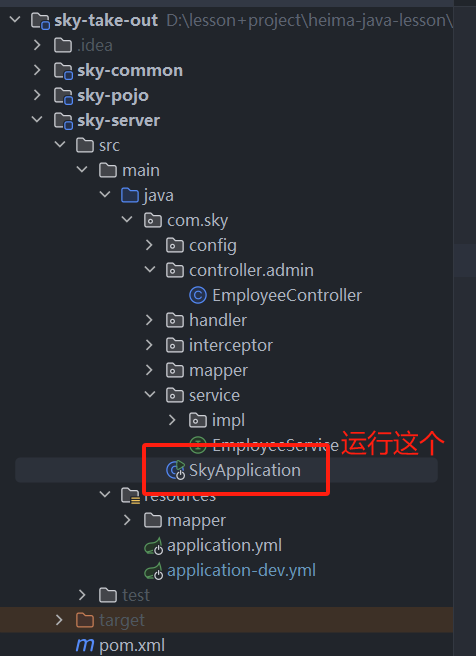 sky-take-out D:\lesson+project\heima-java-lesson\
.idea
sky-common
sky-pojo
sky-server
src
main
java
com.sky
config
controller.admin
EmployeeController
handler
interceptor
mapper
service
impl
EmployeeService 运行这个
SkyApplication
resources
mapper
application.yml
application-dev.yml
test
target
pom.xml